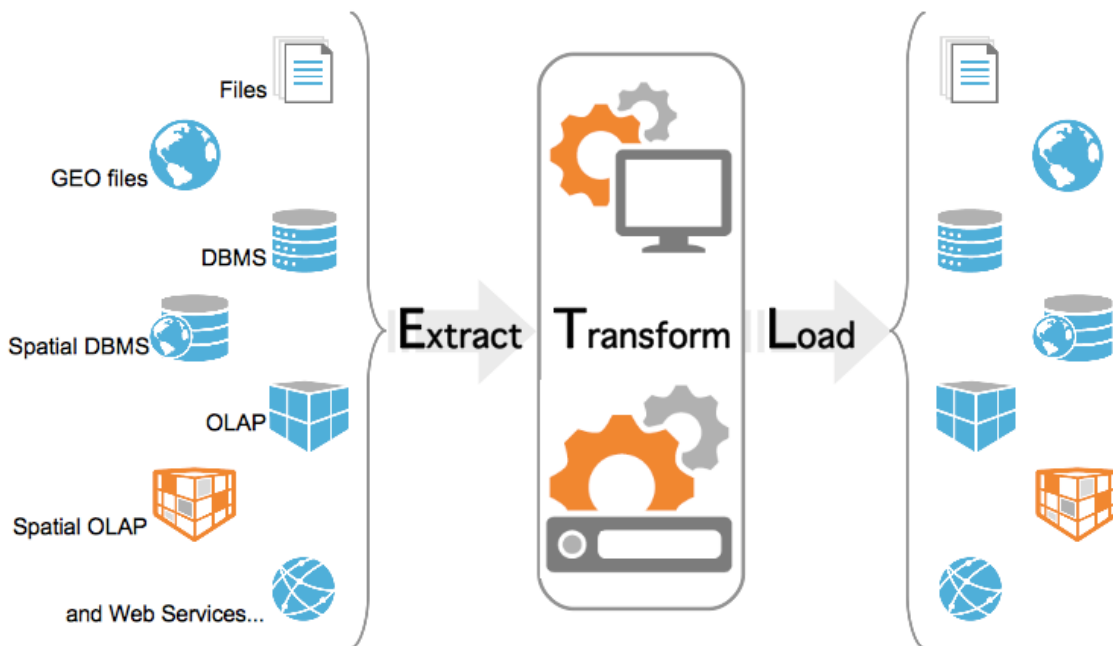 Files
GEO files
DBMS
Spatial DBMS
Extract
Transform
Load
OLAP
Spatial OLAP
and Web Services...